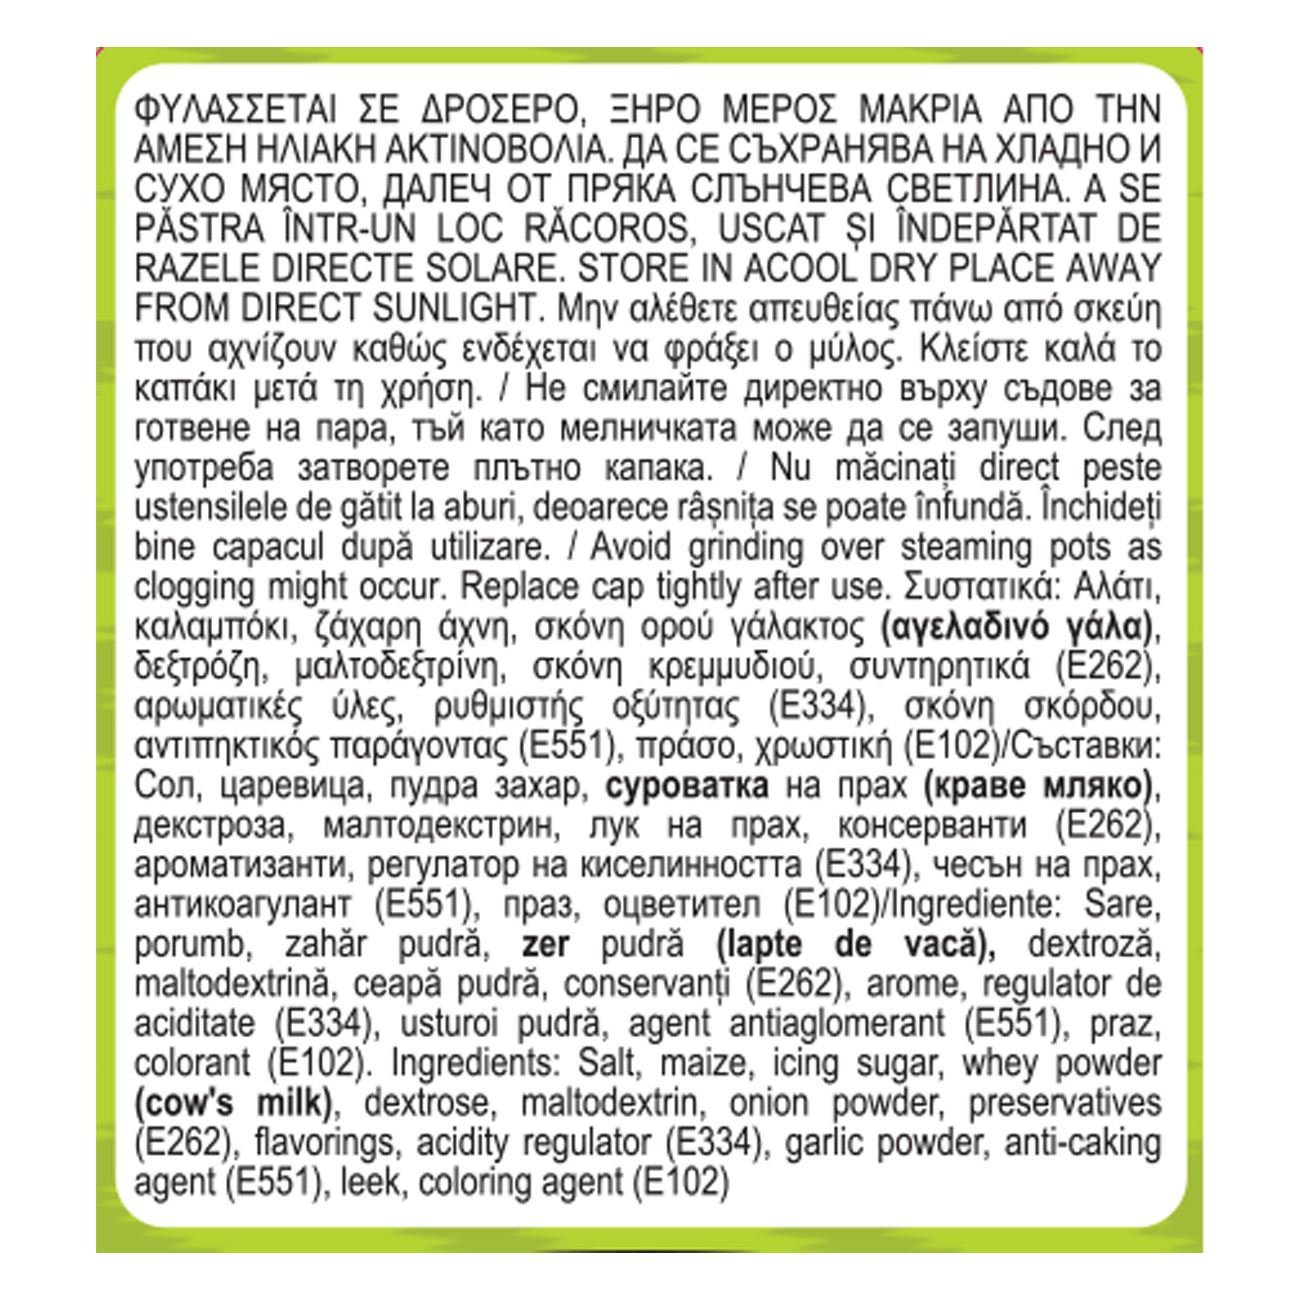 ΦΥΛΑΣΣΕΤΑΙ ΣΕ ΔΡΟΣΕΡΟ, ΞΗΡΟ ΜΕΡΟΣ ΜΑΚΡΙΑ ΑΠΟ ΤΗΝ
ΑΜΕΣΗ ΗΛΙΑΚΗ ΑΚΤΙΝΟΒΟΛΙΑ. ДА СЕ СЪХРАНЯВА НА ХЛАДНО И
СУХО МЯСТО, ДАЛЕЧ ОТ ПРЯКА СЛЪНЧЕВА СВЕТЛИНА. A SE
PĂSTRA ÎNTR-UN LOC RĂCOROS, USCAT ȘI ÎNDEPĂRTAT DE
RAZELE DIRECTE SOLARE. STORE IN ACOOL DRY PLACE AWAY
FROM DIRECT SUNLIGHT. Μην αλέθετε απευθείας πάνω από σκεύη
που αχνίζουν καθώς ενδέχεται να φράξει ο μύλος. Κλείστε καλά το
καπάκι μετά τη χρήση. / Не смилайте директно върху съдове за
готвене на пара, тъй като мелничката може да се запуши. След
употреба затворете плътно капака. / Nu măcinați direct peste
ustensilele de gătit la aburi, deoarece râșnița se poate înfundă. Închideți
bine capacul după utilizare. / Avoid grinding over steaming pots as
clogging might occur. Replace cap tightly after use. Συστατικά: Αλάτι,
καλαμπόκι, ζάχαρη άχνη, σκόνη ορού γάλακτος (αγελαδινό γάλα),
δεξτρόζη, μαλτοδεξτρίνη, σκόνη κρεμμυδιού, συντηρητικά (E262),
αρωματικές ύλες, ρυθμιστής οξύτητας (E334), σκόνη σκόρδου,
αντιπηκτικός παράγοντας (E551), πράσο, χρωστική (E102)/Съставки:
Сол, царевица, пудра захар, суроватка на прах (краве мляко),
декстроза, малтодекстрин, лук на прах, консерванти (E262),
ароматизанти, регулатор на киселинността (E334), чесън на прах,
антикоагулант (E551), праз, оцветител (E102)/Ingrediente: Sare,
porumb, zahăr pudră, zer pudră (lapte de vacă), dextroză,
maltodextrină, ceapă pudră, conservanți (E262), arome, regulator de
aciditate (E334), usturoi pudră, agent antiaglomerant (E551), praz,
colorant (E102). Ingredients: Salt, maize, icing sugar, whey powder
(cow's milk), dextrose, maltodextrin, onion powder, preservatives
(E262), flavorings, acidity regulator (E334), garlic powder, anti-caking
agent (E551), leek, coloring agent (E102)